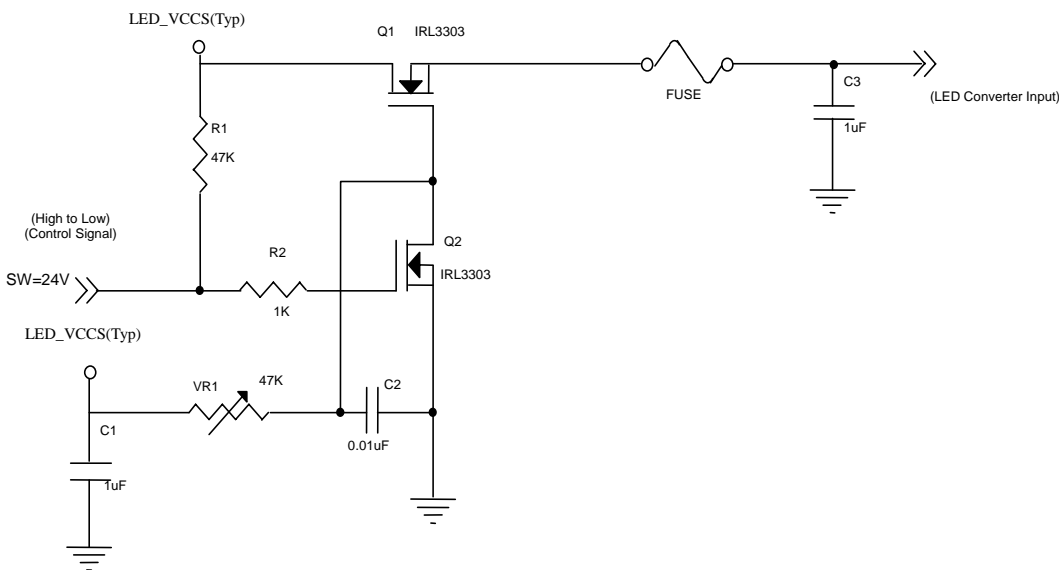 LED_VCCS(Typ)
Q1 IRL3303
FUSE
C3
1uF
(LED Converter Input)
R1
47K
(High to Low)
(Control Signal)
SW=24V
R2
1K
Q2
IRL3303
LED_VCCS(Typ)
C1
1uF
VR1
47K
C2
0.01uF